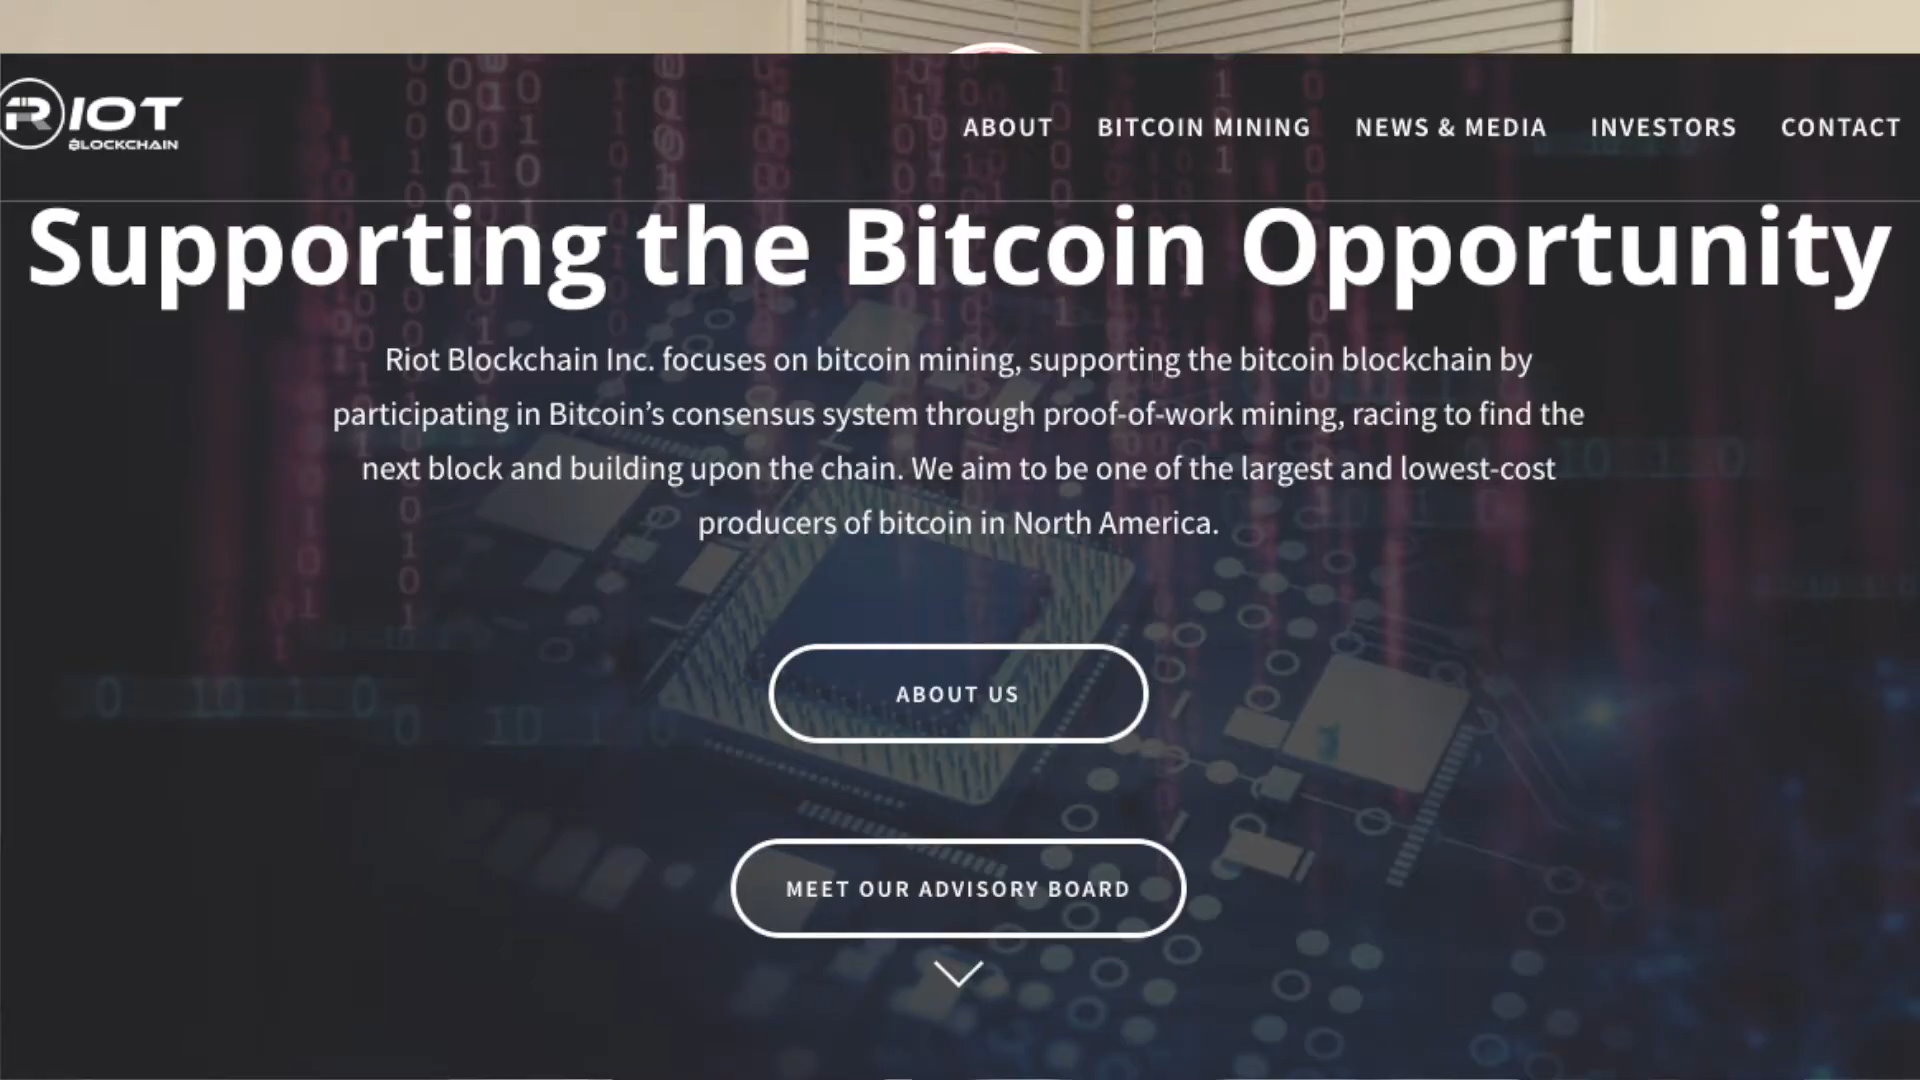 RIOT
BLOCKCHAIN
ABOUT BITCOIN MINING NEWS & MEDIA INVESTORS CONTACT
Supporting the Bitcoin Opportunity
Riot Blockchain Inc. focuses on bitcoin mining, supporting the bitcoin blockchain by
participating in Bitcoin’s consensus system through proof-of-work mining, racing to find the
next block and building upon the chain. We aim to be one of the largest and lowest-cost
producers of bitcoin in North America.
ABOUT US
MEET OUR ADVISORY BOARD